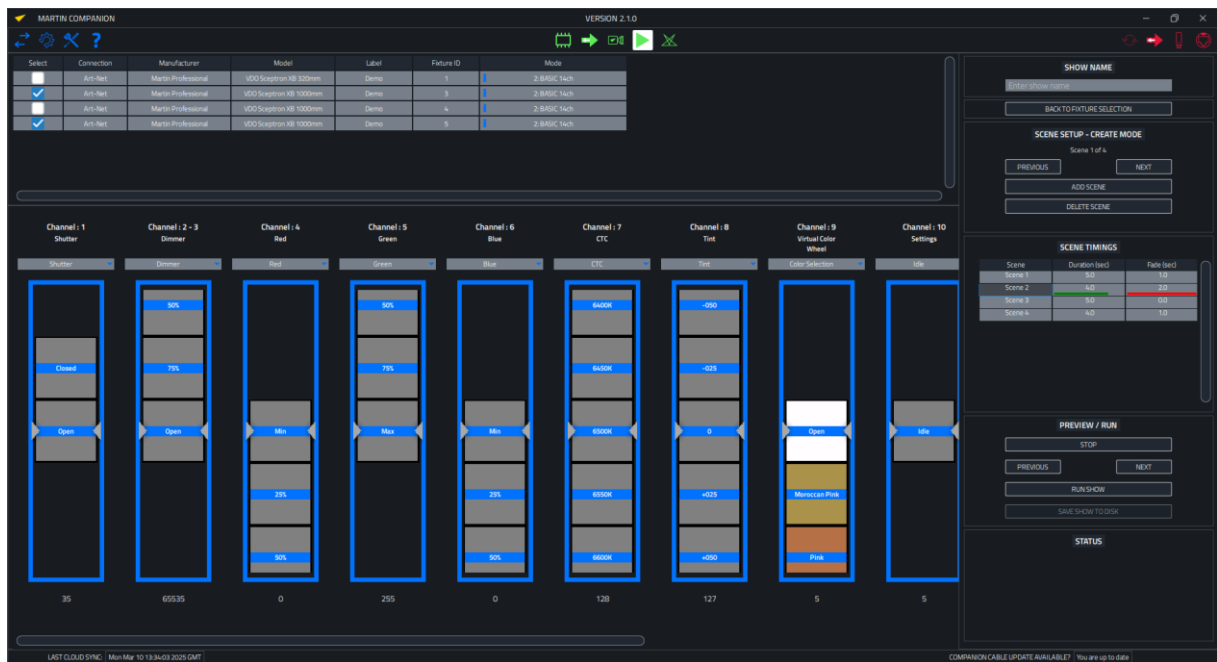 MARTIN COMPANION
VERSION 2.1.0
Select Connection Manufacturer Model Label Fixture ID Mode
Art-Net Martin Professional VDO Sceptron XB 320mm Demo 1 2: BASIC 14ch
Art-Net Martin Professional VDO Sceptron XB 1000mm Demo 3 2: BASIC 14ch
Art-Net Martin Professional VDO Sceptron XB 1000mm Demo 4 2: BASIC 14ch
Art-Net Martin Professional VDO Sceptron XB 1000mm Demo 5 2: BASIC 14ch
Channel : 1
Shutter
Shutter
Closed
Open
35
Channel : 2 - 3
Dimmer
Dimmer
50%
75%
Open
65535
Channel : 4
Red
Red
Min
25%
50%
0
Channel : 5
Green
Green
50%
75%
Max
255
Channel : 6
Blue
Blue
Min
25%
50%
0
Channel : 7
CTC
CTC
6400K
6450K
6500K
6550K
6600K
128
Channel : 8
Tint
Tint
-050
-025
0
+025
+050
127
Channel : 9
Virtual Color
Wheel
Color Selection
Open
Moroccan Pink
Pink
5
Channel : 10
Settings
Idle
Idle
5
SHOW NAME
Enter show name
BACK TO FIXTURE SELECTION
SCENE SETUP - CREATE MODE
Scene 1 of 4
PREVIOUS NEXT
ADD SCENE
DELETE SCENE
SCENE TIMINGS
Scene Duration (sec) Fade (sec)
Scene 1 5.0 1.0
Scene 2 4.0 2.0
Scene 3 5.0 0.0
Scene 4 4.0 1.0
PREVIEW / RUN
STOP
PREVIOUS NEXT
RUN SHOW
SAVE SHOW TO DISK
STATUS
LAST CLOUD SYNC: Mon Mar 10 13:34:03 2025 GMT
COMPANION CABLE UPDATE AVAILABLE? You are up to date